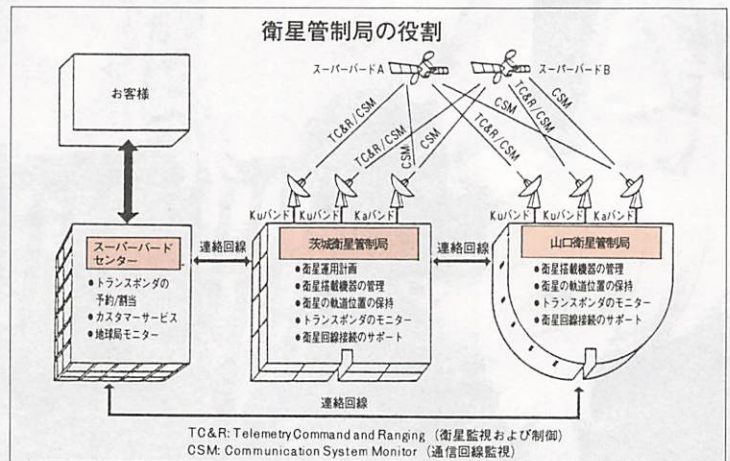 衛星管制局の役割
スーパーバードA
スーパーバードB
お客様
TC&R/CSM
TC&R/CSM
CSM
CSM
TC&R/CSM
TC&R/CSM
CSM
CSM
Kuバンド
Kuバンド
Kaバンド
Kuバンド
Kuバンド
Kaバンド
スーパーバード
センター
●トランスポンダの
予約/割当
●カスタマーサービス
●地球局モニター
連絡回線
茨城衛星管制局
●衛星運用計画
●衛星搭載機器の管理
●衛星の軌道位置の保持
●トランスポンダのモニター
●衛星回線接続のサポート
連絡回線
山口衛星管制局
●衛星搭載機器の管理
●衛星の軌道位置の保持
●トランスポンダのモニター
●衛星回線接続のサポート
連絡回線
TC&R: Telemetry Command and Ranging (衛星監視および制御)
CSM: Communication System Monitor (通信回線監視)